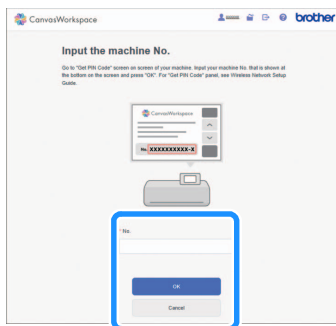 CanvasWorkspace
brother
Input the machine No.
Go to "Get PIN Code" screen on screen of your machine. Input your machine No. that is shown at
the bottom on the screen and press "OK". For "Get PIN Code" panel, see Wireless Network Setup
Guide.
CanvasWorkspace
No. XXXXXXXXXX-X
*No.
OK
Cancel